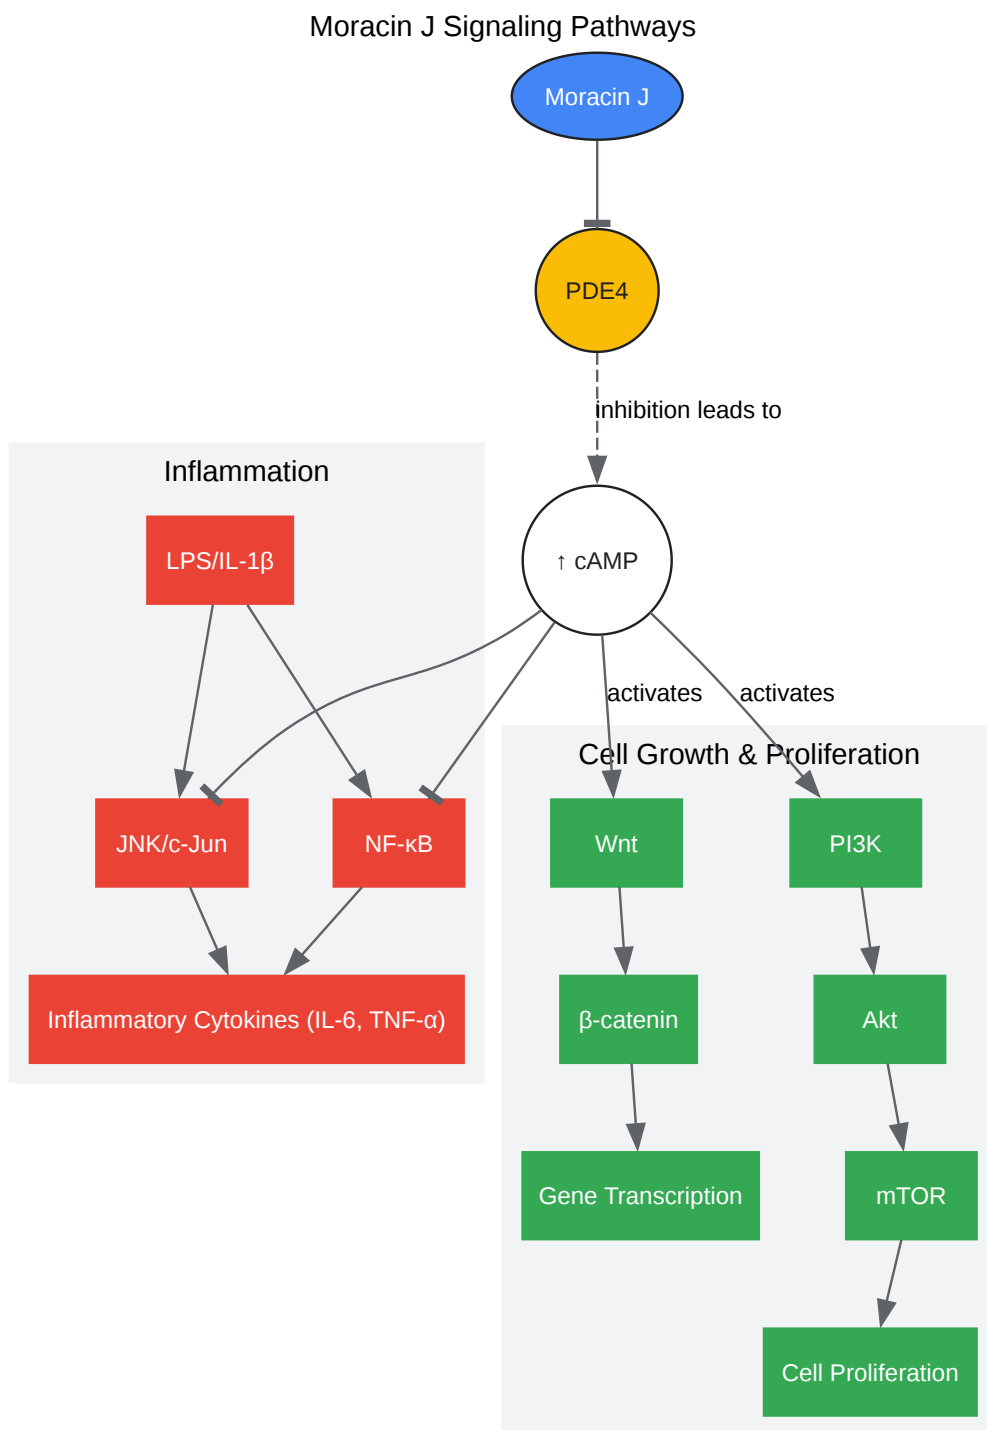 Moracin J Signaling Pathways
Moracin J
PDE4
inhibition leads to
Inflammation
LPS/IL-1β
↑ cAMP
activates
activates
Cell Growth & Proliferation
JNK/c-Jun
NF-κB
Wnt
PI3K
Inflammatory Cytokines (IL-6, TNF-α)
β-catenin
Akt
Gene Transcription
mTOR
Cell Proliferation